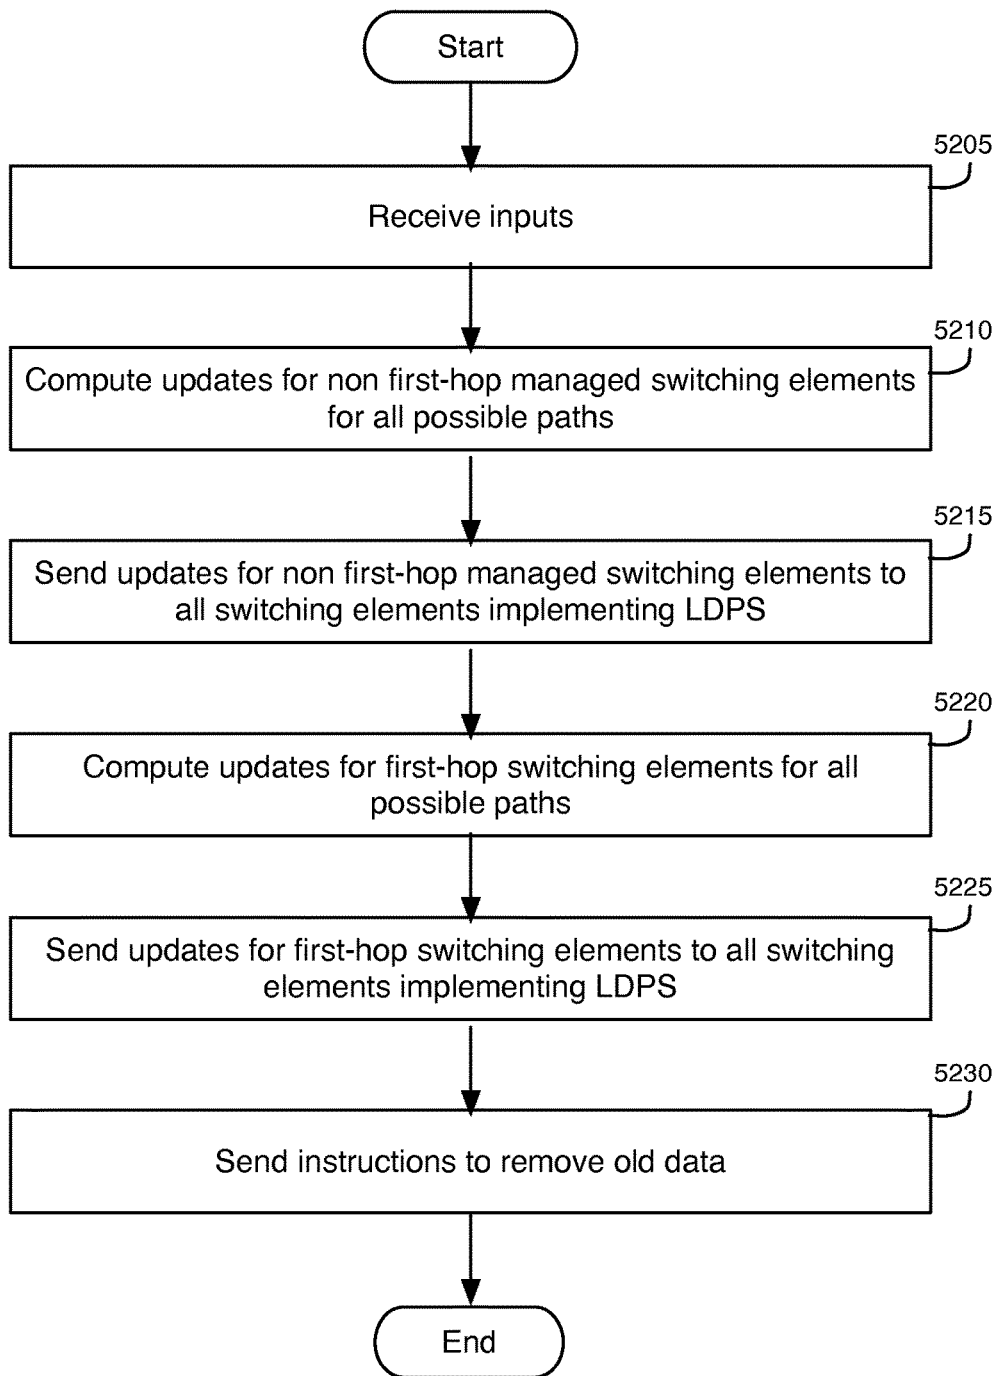 Start
5205
Receive inputs
5210
Compute updates for non first-hop managed switching elements
for all possible paths
5215
Send updates for non first-hop managed switching elements to
all switching elements implementing LDPS
5220
Compute updates for first-hop switching elements for all
possible paths
5225
Send updates for first-hop switching elements to all switching
elements implementing LDPS
5230
Send instructions to remove old data
End